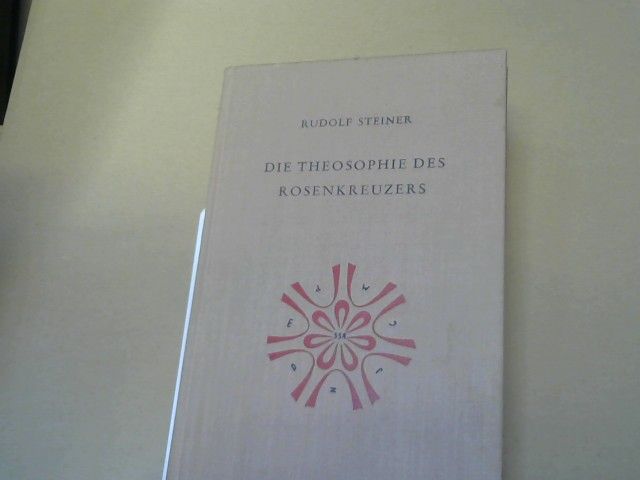 RUDOLF STEINER
DIE THEOSOPHIE DES
ROSENKREUZERS